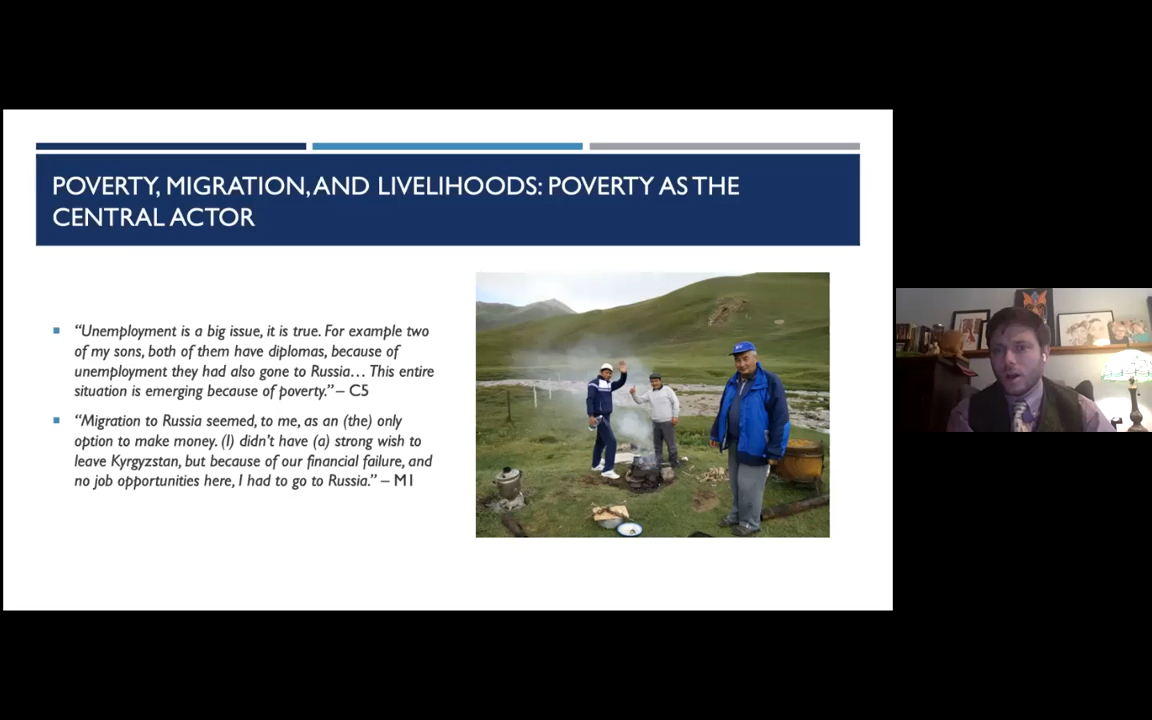 POVERTY, MIGRATION, AND LIVELIHOODS: POVERTY AS THE
CENTRAL ACTOR
“Unemployment is a big issue, it is true. For example two
of my sons, both of them have diplomas, because of
unemployment they had also gone to Russia… This entire
situation is emerging because of poverty.” – C5
“Migration to Russia seemed, to me, as an (the) only
option to make money. (I) didn’t have (a) strong wish to
leave Kyrgyzstan, but because of our financial failure, and
no job opportunities here, I had to go to Russia.” – M1